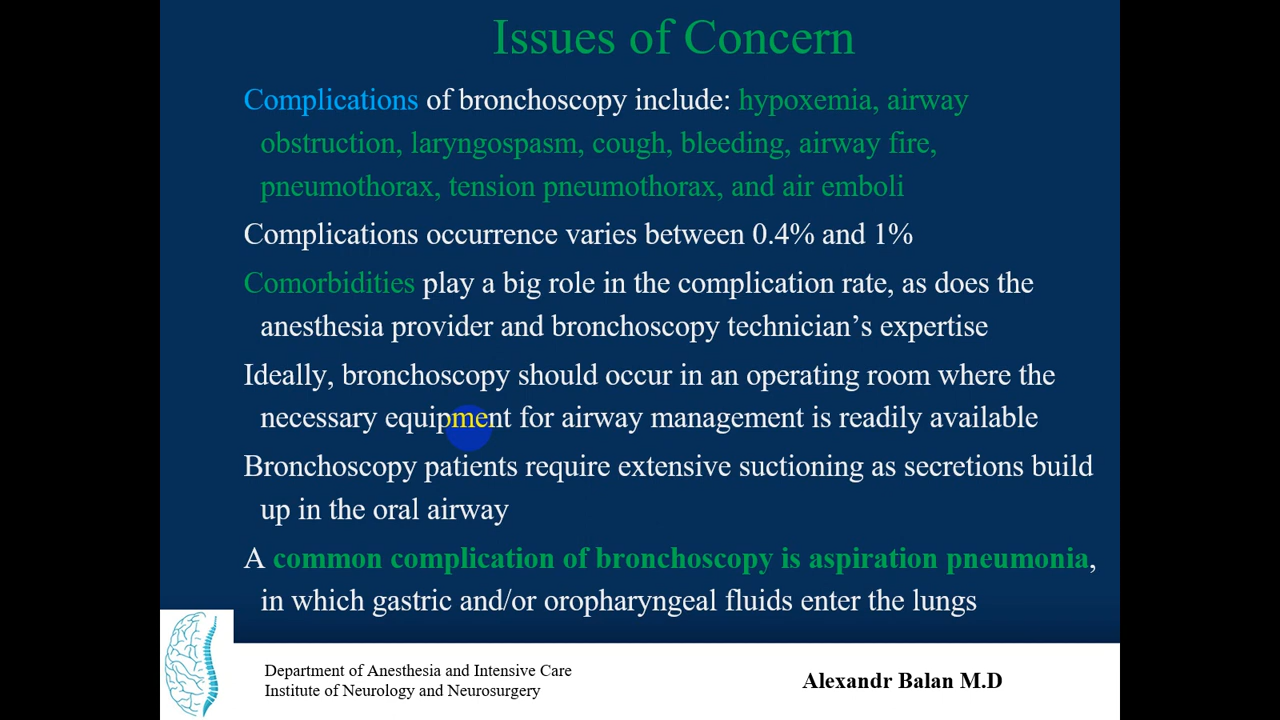 Issues of Concern
Complications of bronchoscopy include: hypoxemia, airway
obstruction, laryngospasm, cough, bleeding, airway fire,
pneumothorax, tension pneumothorax, and air emboli
Complications occurrence varies between 0.4% and 1%
Comorbidities play a big role in the complication rate, as does the
anesthesia provider and bronchoscopy technician’s expertise
Ideally, bronchoscopy should occur in an operating room where the
necessary equipment for airway management is readily available
Bronchoscopy patients require extensive suctioning as secretions build
up in the oral airway
A common complication of bronchoscopy is aspiration pneumonia,
in which gastric and/or oropharyngeal fluids enter the lungs
Department of Anesthesia and Intensive Care
Institute of Neurology and Neurosurgery
Alexandr Balan M.D